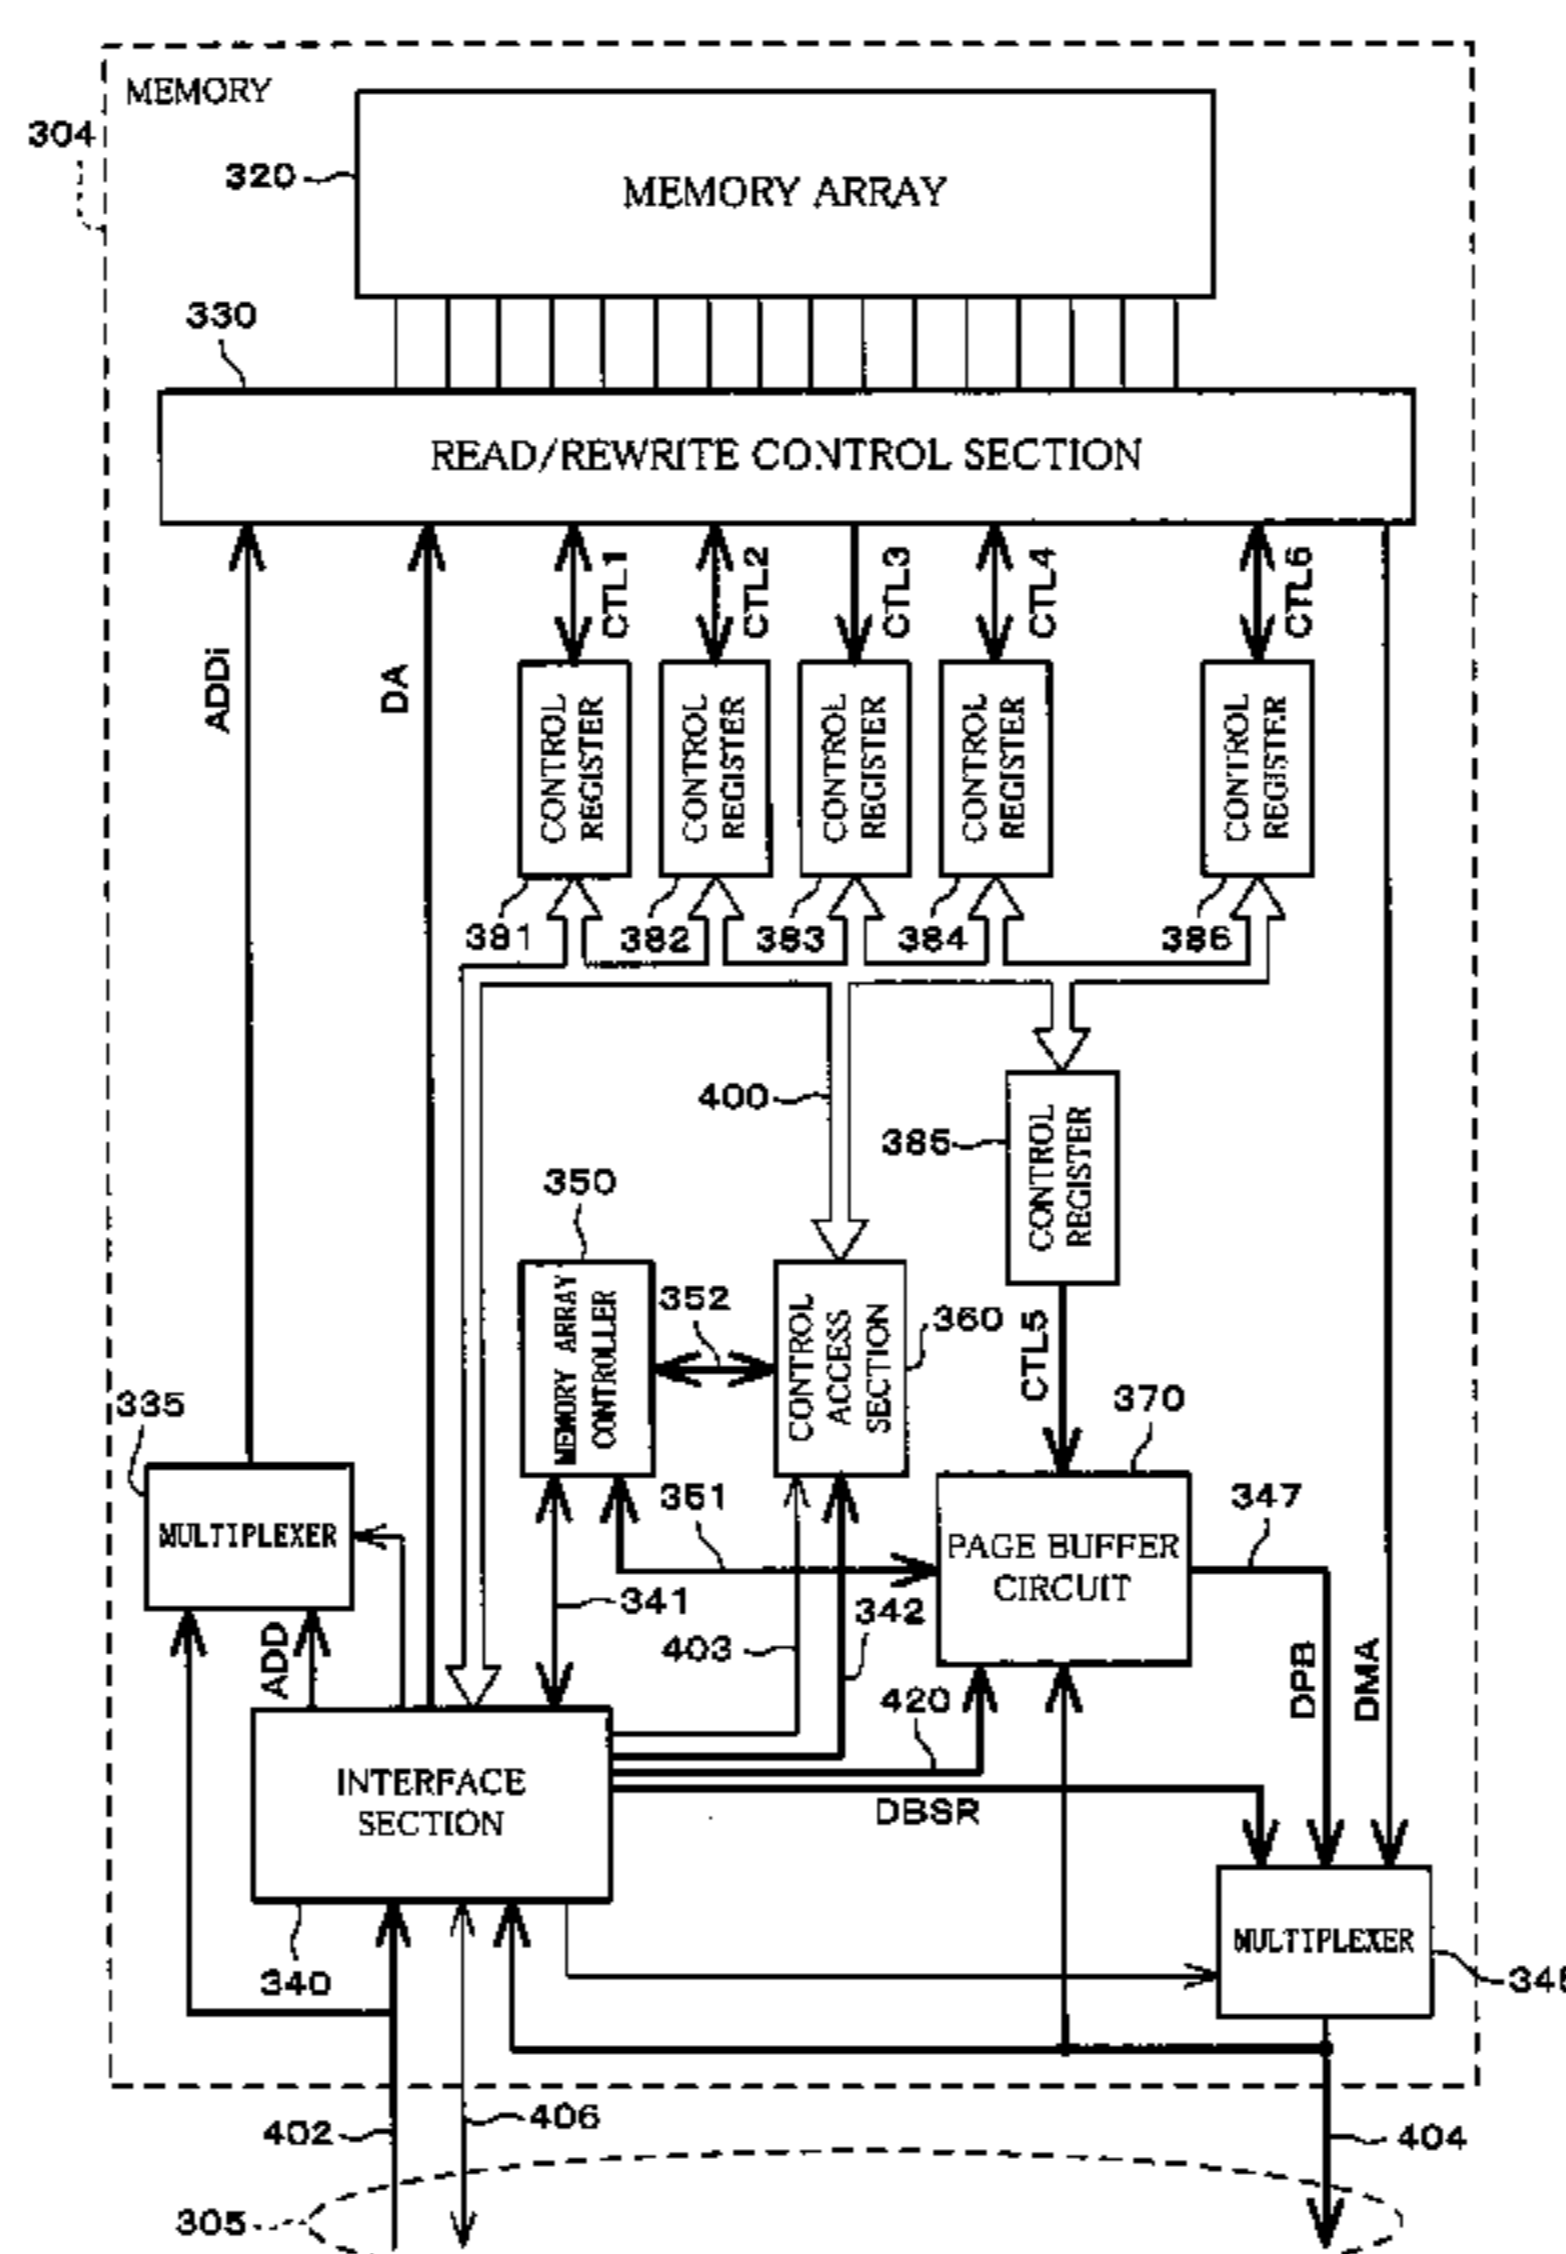 MEMORY
304
320
MEMORY ARRAY
330
READ/REWRITE CONTROL SECTION
ADDi
DA
CTL1
CTL2
CTL3
CTL4
CTL6
CONTROL
REGISTER
CONTROL
REGISTER
CONTROL
REGISTER
CONTROL
REGISTER
CONTROL
REGISTER
381
382
383
384
386
400
385
CONTROL
REGISTER
350
MEMORY ARRAY
CONTROLLER
352
CONTROL
ACCESS
SECTION
360
CTL5
335
MULTIPLEXER
351
370
PAGE BUFFER
CIRCUIT
347
341
342
403
ADD
420
DPB
DMA
INTERFACE
SECTION
DBSR
340
MULTIPLEXER
402
406
404
305